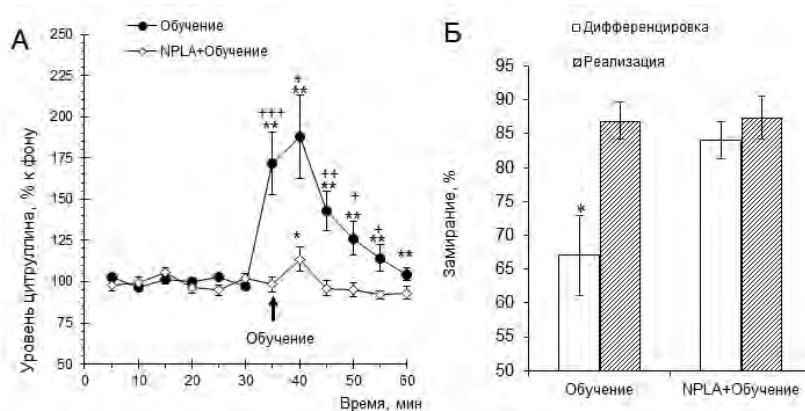 А
Обучение
NPLA+Обучение
Уровень цитруллина, % к фону
250
225
200
175
150
125
100
75
50
+++
**
+
**
++
**
+
**
+
**
**
*
Обучение
0 10 20 30 40 50 60
Время, мин
Б
Дифференцировка
Реализация
Замирание, %
95
90
85
80
75
70
65
60
55
50
*
Обучение NPLA+Обучение